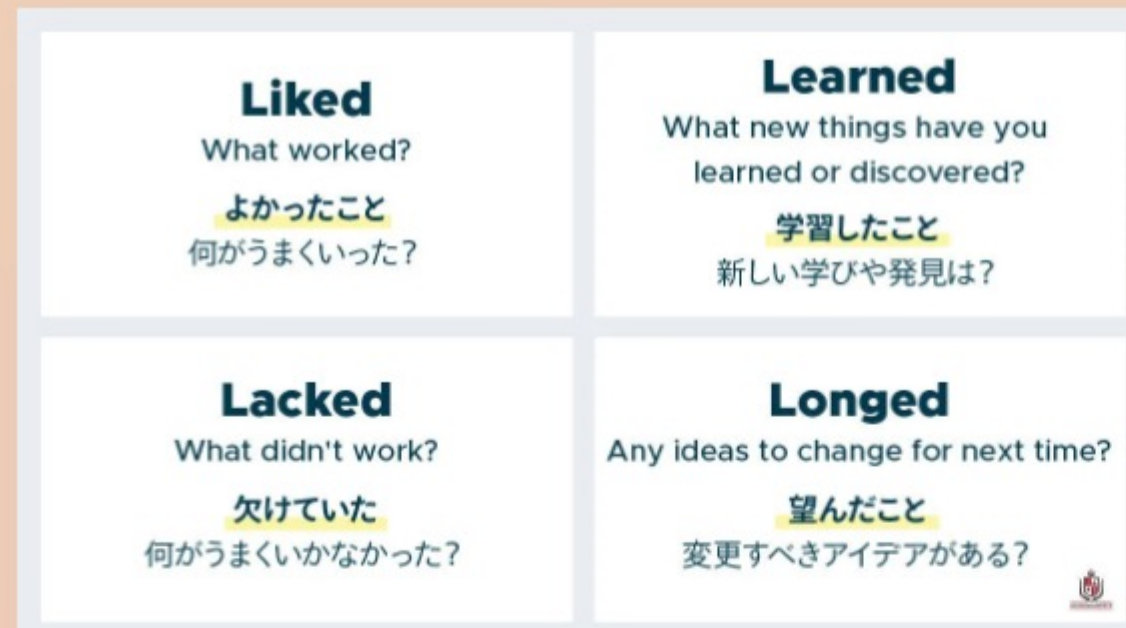 Liked
What worked?
よかったこと
何がうまくいった?
Learned
What new things have you
learned or discovered?
学習したこと
新しい学びや発見は?
Lacked
What didn't work?
欠けていた
何がうまくいかなかった?
Longed
Any ideas to change for next time?
望んだこと
変更すべきアイデアがある?